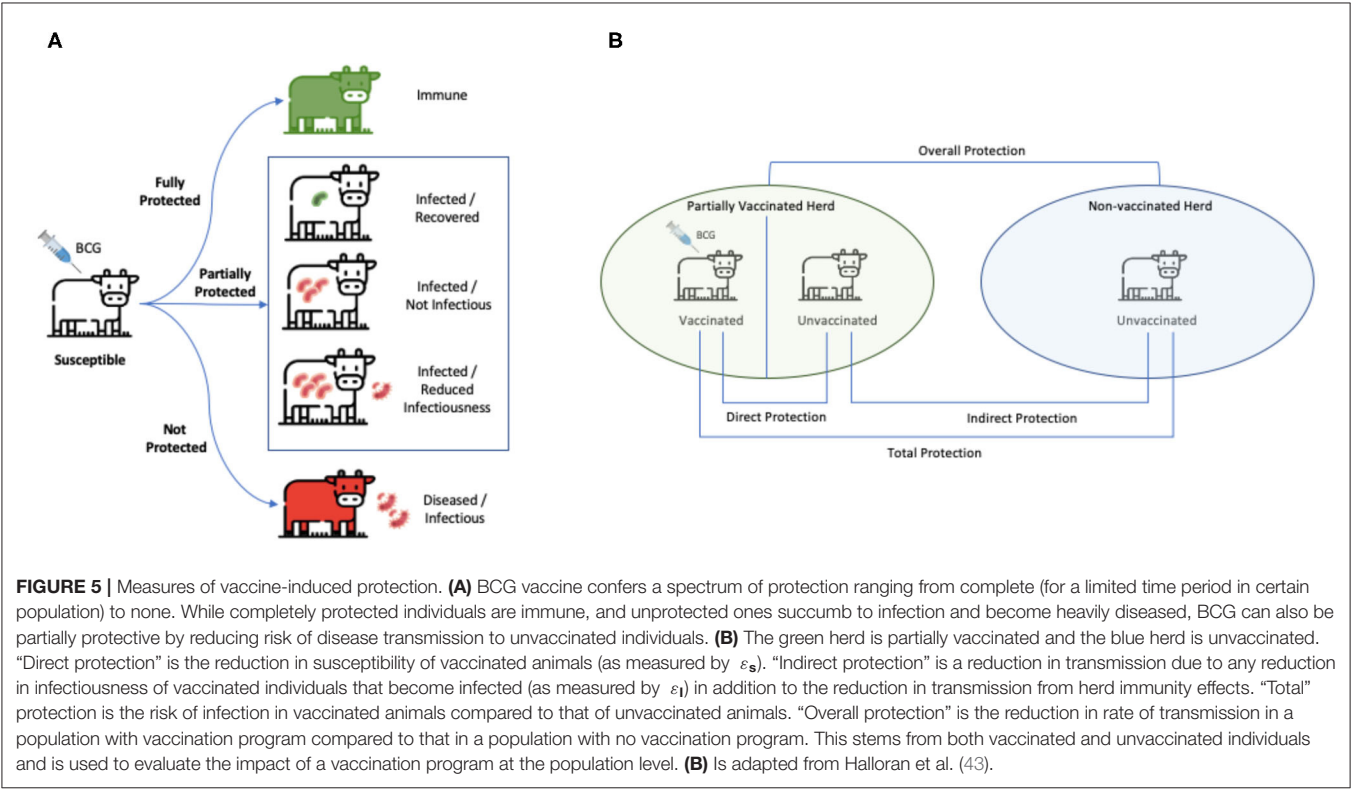 A
B
Immune
Fully
Protected
Infected /
Recovered
BCG
Partially
Protected
Infected /
Not Infectious
Susceptible
Infected /
Reduced
Infectiousness
Not
Protected
Diseased /
Infectious
Overall Protection
Partially Vaccinated Herd
Non-vaccinated Herd
BCG
Vaccinated
Unvaccinated
Unvaccinated
Direct Protection
Indirect Protection
Total Protection
FIGURE 5 | Measures of vaccine-induced protection. (A) BCG vaccine confers a spectrum of protection ranging from complete (for a limited time period in certain
population) to none. While completely protected individuals are immune, and unprotected ones succumb to infection and become heavily diseased, BCG can also be
partially protective by reducing risk of disease transmission to unvaccinated individuals. (B) The green herd is partially vaccinated and the blue herd is unvaccinated.
“Direct protection” is the reduction in susceptibility of vaccinated animals (as measured by εs). “Indirect protection” is a reduction in transmission due to any reduction
in infectiousness of vaccinated individuals that become infected (as measured by εI) in addition to the reduction in transmission from herd immunity effects. “Total”
protection is the risk of infection in vaccinated animals compared to that of unvaccinated animals. “Overall protection” is the reduction in rate of transmission in a
population with vaccination program compared to that in a population with no vaccination program. This stems from both vaccinated and unvaccinated individuals
and is used to evaluate the impact of a vaccination program at the population level. (B) Is adapted from Halloran et al. (43).